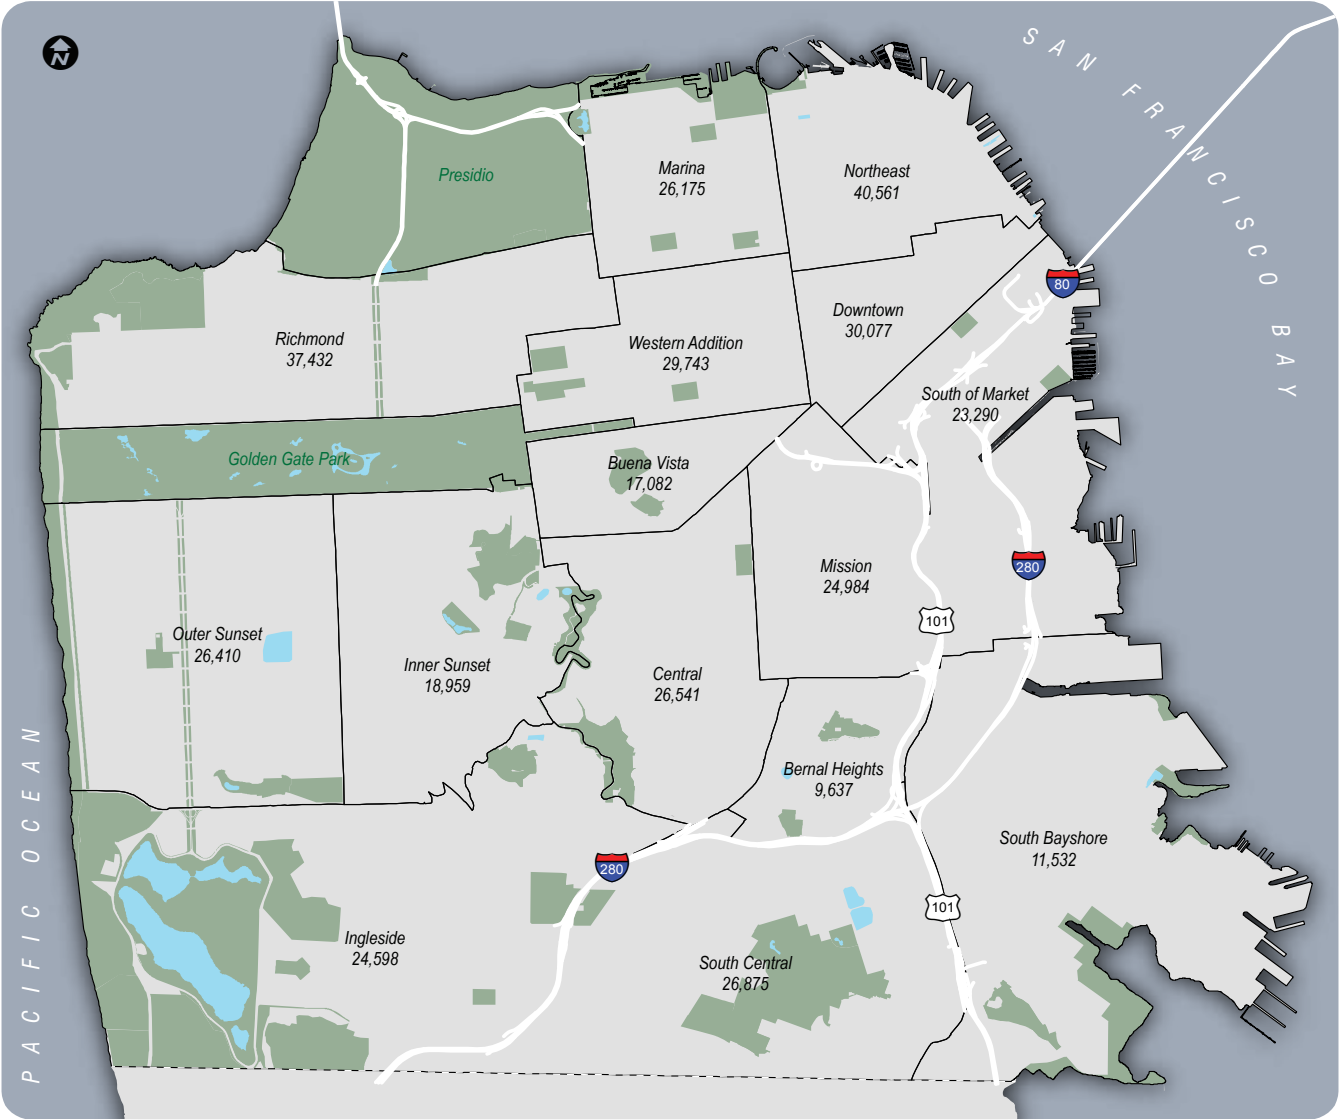 N
SAN FRANCISCO BAY
Presidio
Marina
26,175
Northeast
40,561
80
Richmond
37,432
Western Addition
29,743
Downtown
30,077
South of Market
23,290
Golden Gate Park
Buena Vista
17,082
Mission
24,984
280
101
Outer Sunset
26,410
Inner Sunset
18,959
Central
26,541
PACIFIC OCEAN
Bernal Heights
9,637
South Bayshore
11,532
280
101
Ingleside
24,598
South Central
26,875